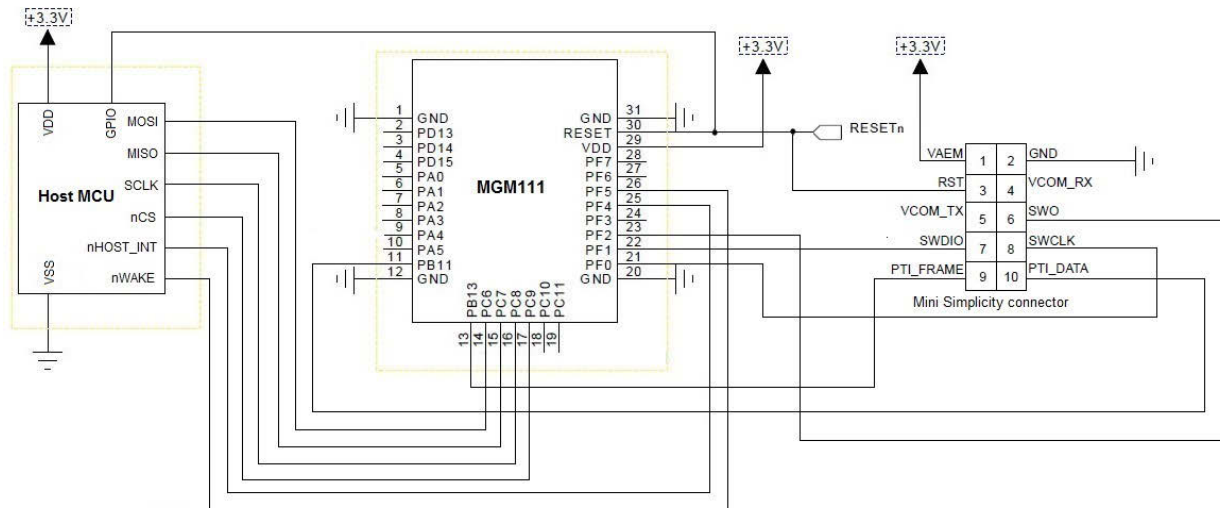 +3.3V
VDD
GPIO
MOSI
MISO
SCLK
nCS
nHOST_INT
nWAKE
Host MCU
VSS
MGM111
1 GND
2 PD13
3 PD14
4 PD15
5 PA0
6 PA1
7 PA2
8 PA3
9 PA4
10 PA5
11 PB11
12 GND
13 PB13
14 PC6
15 PC7
16 PC8
17 PC9
18 PC10
19 PC11
GND 31
RESET 30
VDD 29
PF7 28
PF6 27
PF5 26
PF4 25
PF3 24
PF2 23
PF1 22
PF0 21
GND 20
+3.3V
RESETn
+3.3V
VAEM 1 2 GND
RST 3 4 VCOM_RX
VCOM_TX 5 6 SWO
SWDIO 7 8 SWCLK
PTI_FRAME 9 10 PTI_DATA
Mini Simplicity connector